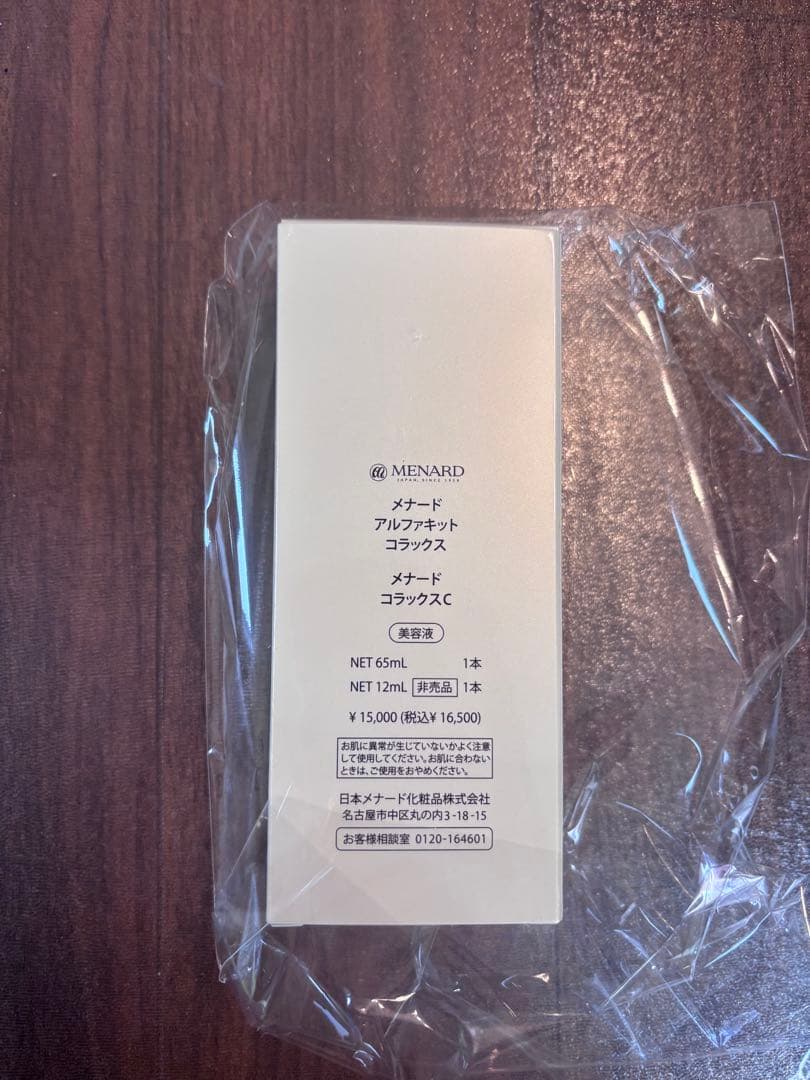 MENARD
JAPAN, SINCE 1959
メナード
アルファキット
コラックス
メナード
コラックスC
美容液
NET 65mL 1本
NET 12mL 非売品 1本
¥ 15,000 (税込¥ 16,500)
お肌に異常が生じていないかよく注意
して使用してください。お肌に合わない
ときは、ご使用をおやめください。
日本メナード化粧品株式会社
名古屋市中区丸の内3-18-15
お客様相談室 0120-164601